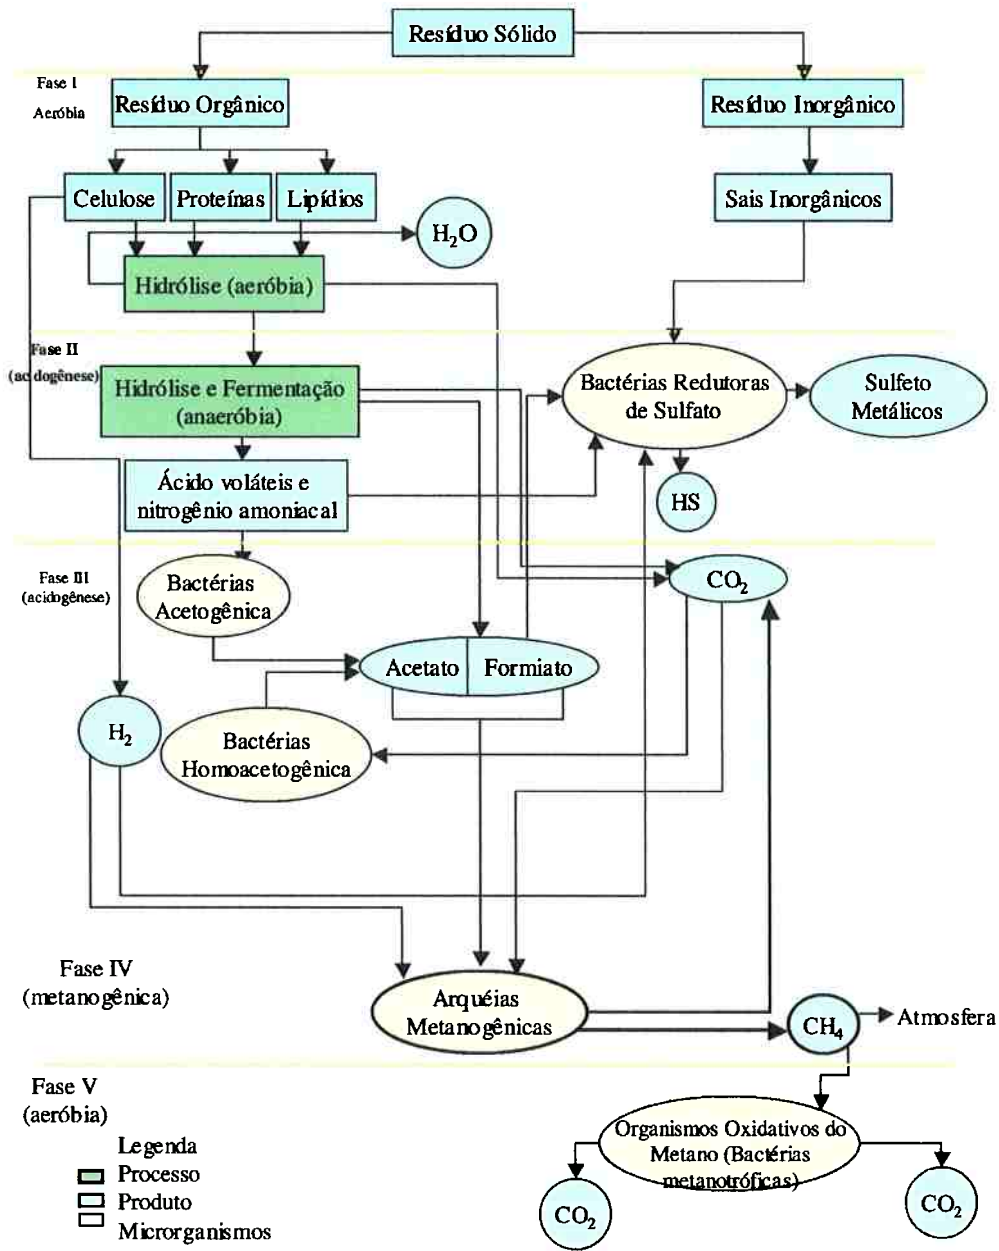 Resíduo Sólido
Fase I
Aeróbia
Resíduo Orgânico
Resíduo Inorgânico
Celulose
Proteínas
Lipídios
Sais Inorgânicos
H₂O
Hidrólise (aeróbia)
Fase II
(acidogênese)
Hidrólise e Fermentação
(anaeróbia)
Bactérias Redutoras
de Sulfato
Sulfeto
Metálicos
Ácido voláteis e
nitrogênio amoniacal
HS
Fase III
(acidogênese)
Bactérias
Acetogênica
CO₂
Acetato
Formiato
H₂
Bactérias
Homoacetogênica
Fase IV
(metanogênica)
Arquéias
Metanogênicas
CH₄
Atmosfera
Fase V
(aeróbia)
Organismos Oxidativos do
Metano (Bactérias
metanotróficas)
CO₂
CO₂
Legenda
Processo
Produto
Microrganismos